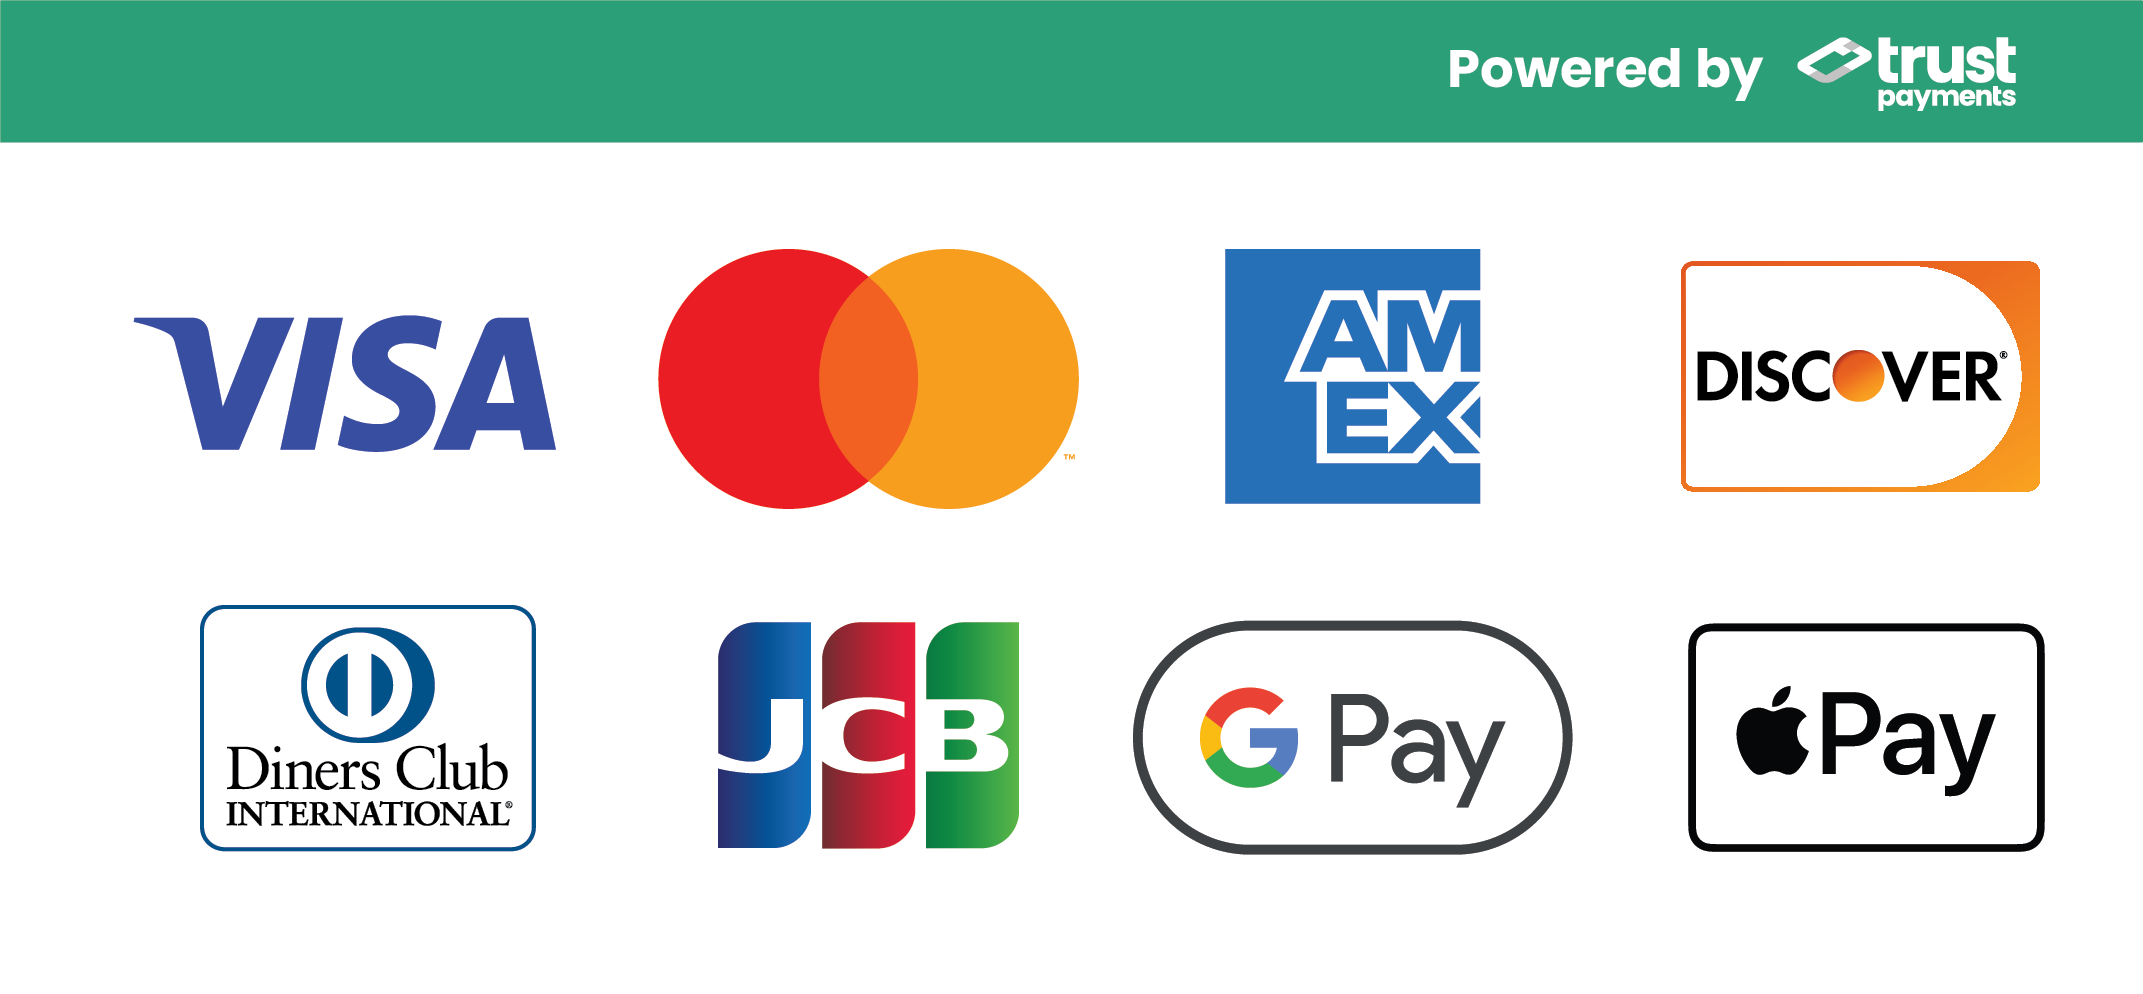 Powered by trust
payments
VISA
™
AM
EX
DISCOVER®
Diners Club
INTERNATIONAL®
JCB
G Pay
Pay